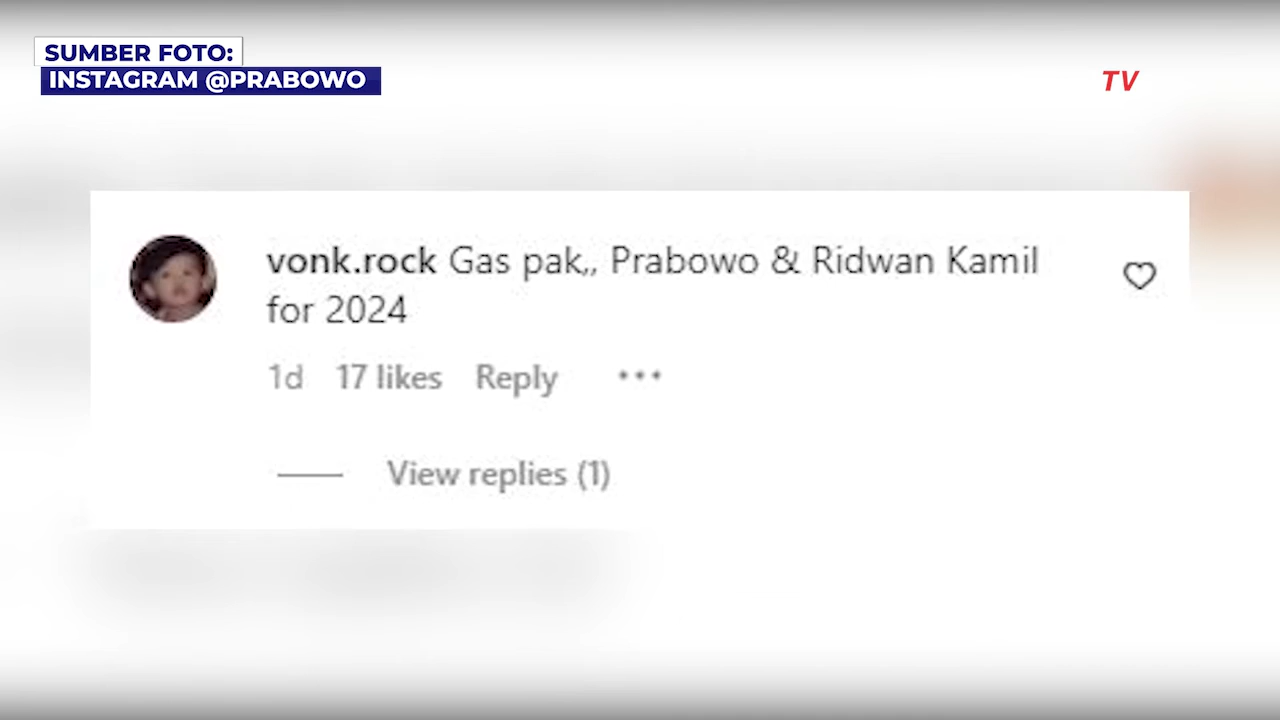 SUMBER FOTO:
INSTAGRAM @PRABOWO
TV
vonk.rock Gas pak,, Prabowo & Ridwan Kamil
for 2024
1d 17 likes Reply •••
View replies (1)